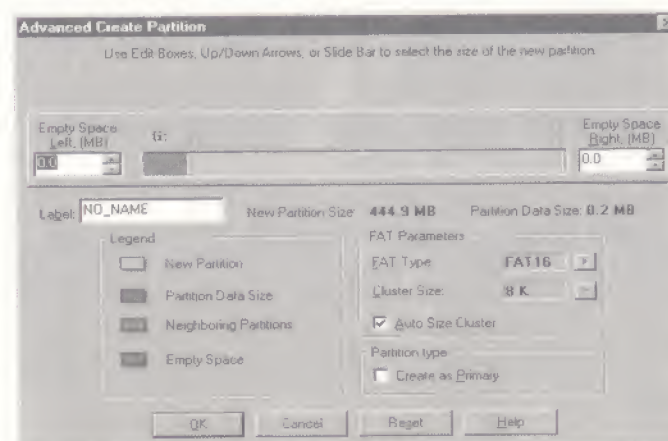 Advanced Create Partition
Use Edit Boxes, Up/Down Arrows, or Slide Bar to select the size of the new partition.
Empty Space
Left, (MB)
0.0
G:
Empty Space
Right, (MB)
0.0
Label: NO_NAME
New Partition Size: 444.9 MB
Partition Data Size: 0.2 MB
Legend
New Partition
Partition Data Size
Neighboring Partitions
Empty Space
FAT Parameters
FAT Type: FAT16
Cluster Size: 8 K
Auto Size Cluster
Partition type
Create as Primary
OK
Cancel
Reset
Help